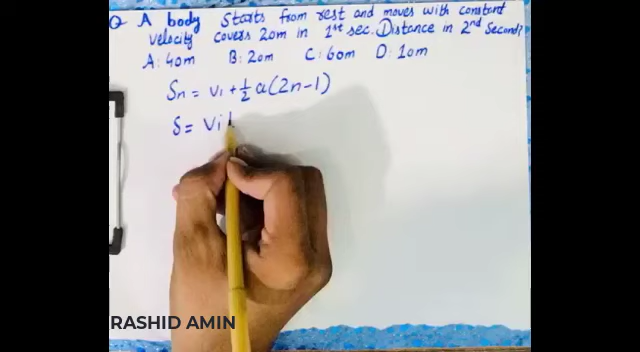 Q A body starts from rest and moves with constant
velocity covers 20m in 1st sec. Distance in 2nd Second?
A: 40m B: 20m C: 60m D: 10m
Sn = Vi + 1/2 a(2n-1)
S = Vi
RASHID AMIN